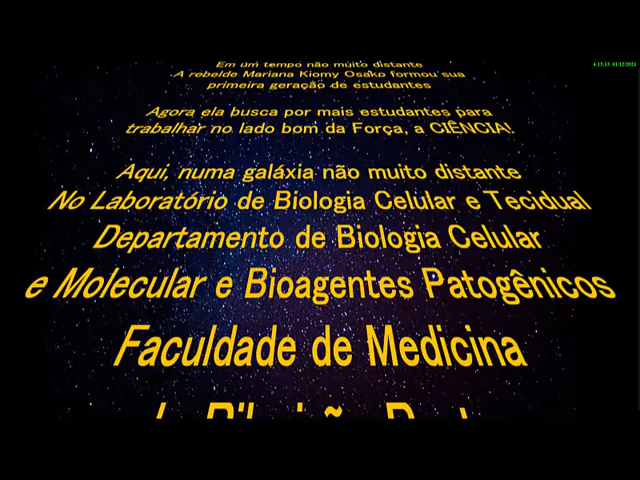 Em um tempo não muito distante
A rebelde Mariana Kiomy Osako formou sua
primeira geração de estudantes
Agora ela busca por mais estudantes para
trabalhar no lado bom da Força, a CIÊNCIA!
Aqui, numa galáxia não muito distante
No Laboratório de Biologia Celular e Tecidual
Departamento de Biologia Celular
e Molecular e Bioagentes Patogênicos
Faculdade de Medicina